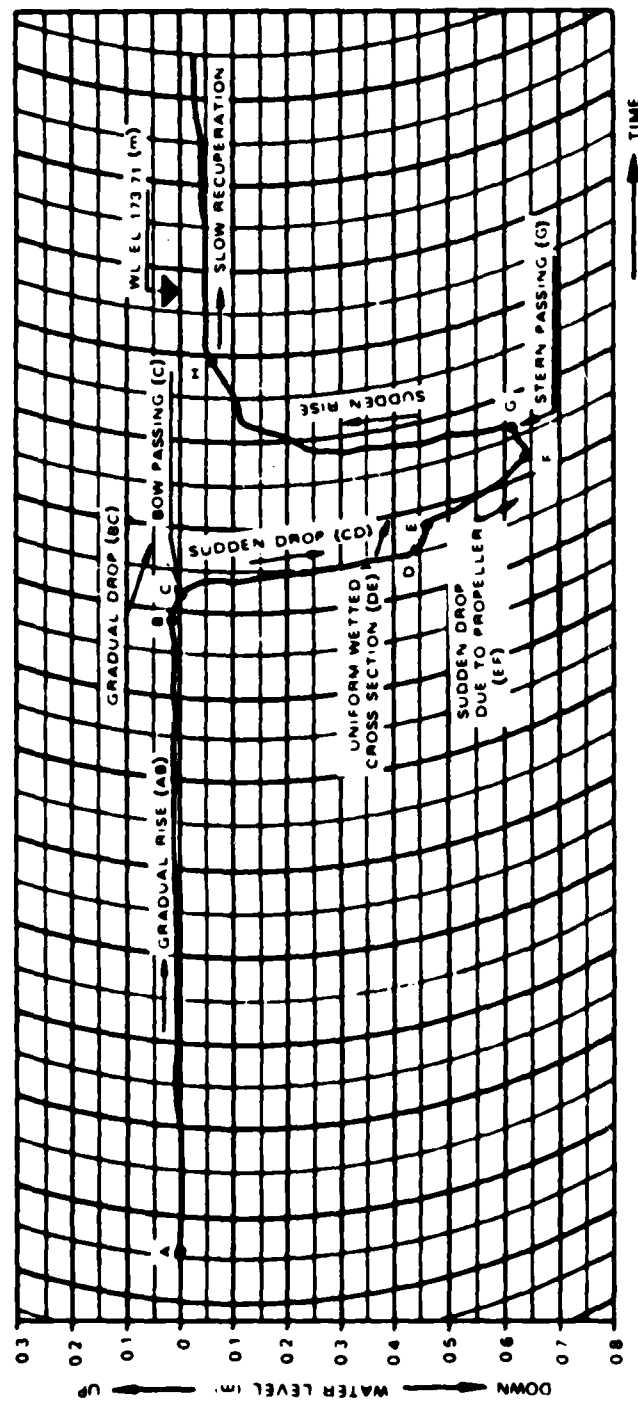 DOWN ← WATER LEVEL (m) → UP
0 3
0 2
0 1
0
0 1
0 2
0 3
0 4
0 5
0 6
0 7
0 8
A
GRADUAL RISE (AB)
GRADUAL DROP (BC)
B
C
BOW PASSING (C)
SUDDEN DROP (CD)
UNIFORM WETTED
CROSS SECTION (DE)
D
E
SUDDEN DROP
DUE TO PROPELLER
(EF)
F
G
STERN PASSING (G)
SUDDEN RISE
H
WL EL 173 71 (m)
SLOW RECUPERATION
TIME